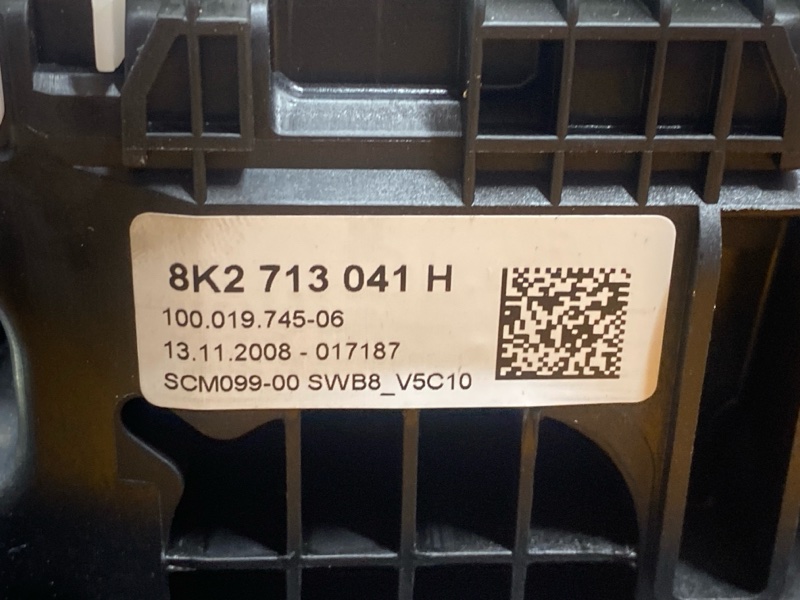 8K2 713 041 H
100.019.745-06
13.11.2008 - 017187
SCM099-00 SWB8_V5C10